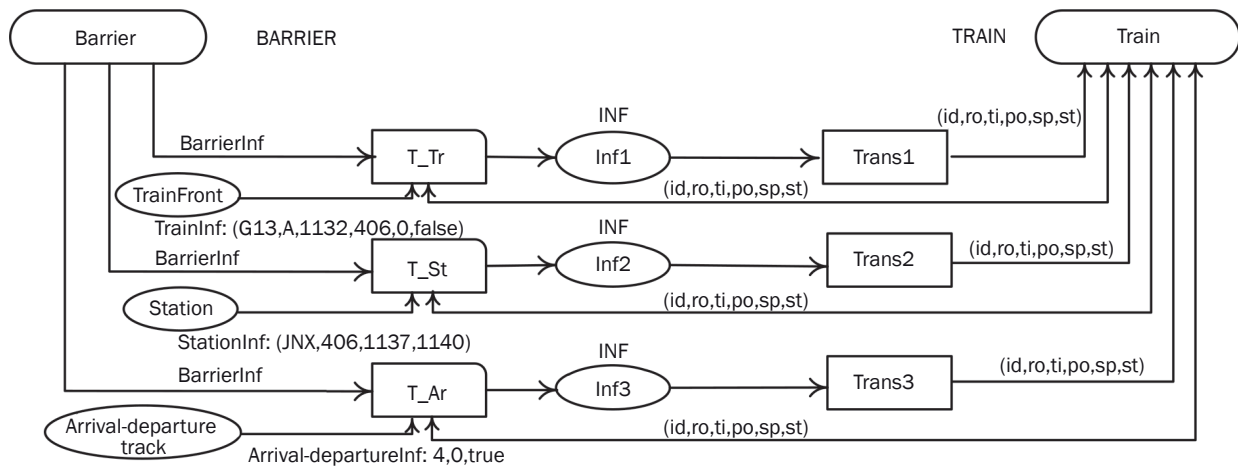 Barrier
BARRIER
TRAIN
Train
INF
(id,ro,ti,po,sp,st)
BarrierInf
T_Tr
Inf1
Trans1
TrainFront
(id,ro,ti,po,sp,st)
TrainInf: (G13,A,1132,406,0,false)
INF
BarrierInf
T_St
Inf2
Trans2
(id,ro,ti,po,sp,st)
Station
(id,ro,ti,po,sp,st)
StationInf: (JNX,406,1137,1140)
INF
BarrierInf
T_Ar
Inf3
Trans3
(id,ro,ti,po,sp,st)
Arrival-departure
track
(id,ro,ti,po,sp,st)
Arrival-departureInf: 4,0,true